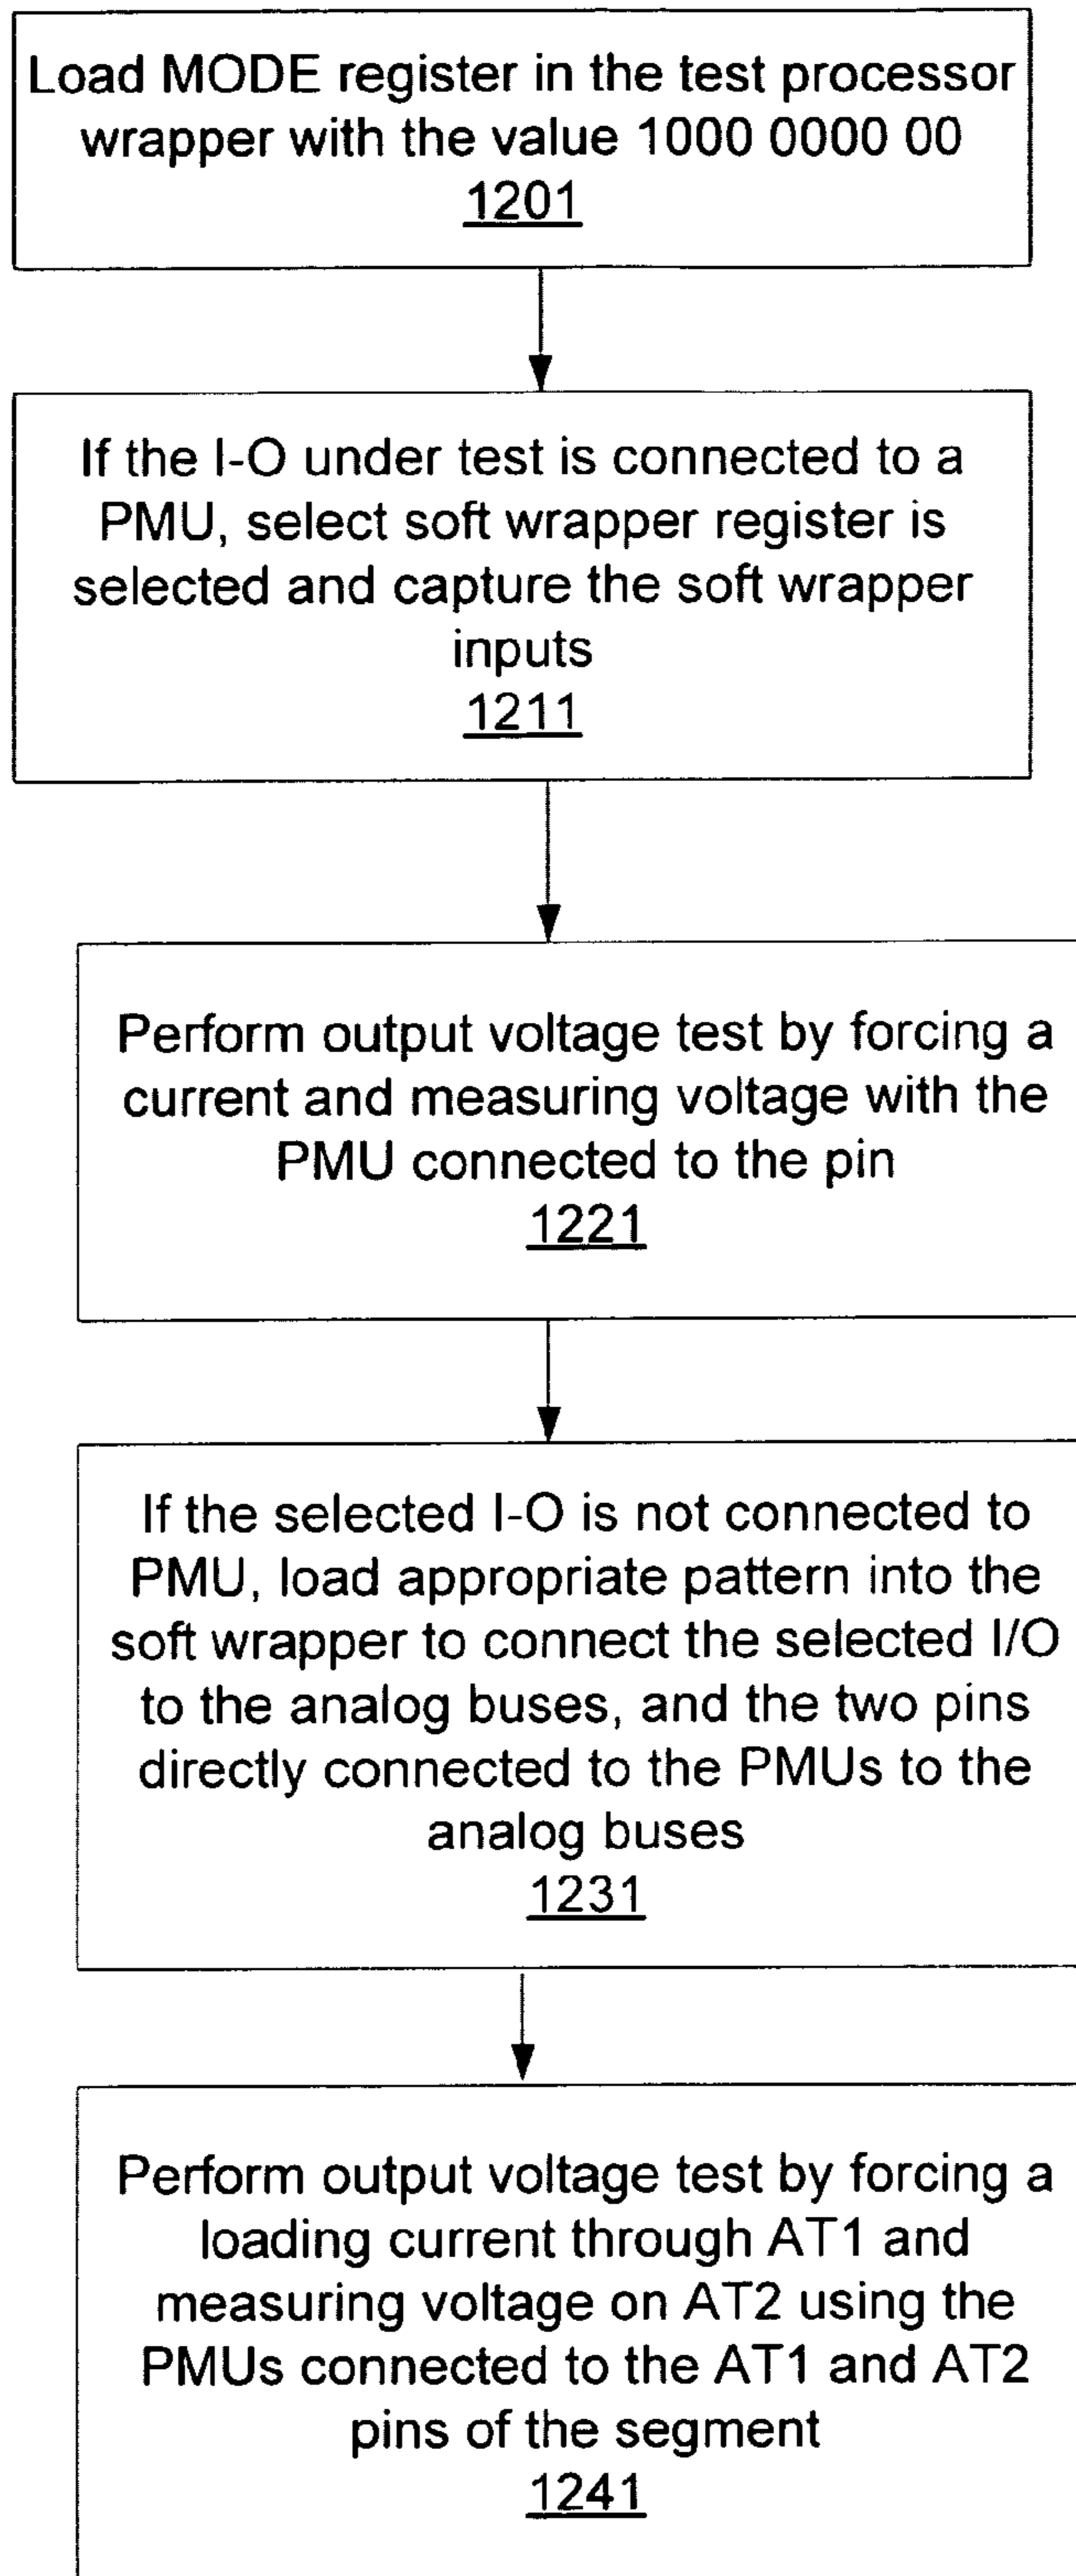 Load MODE register in the test processor
wrapper with the value 1000 0000 00
1201
If the I-O under test is connected to a
PMU, select soft wrapper register is
selected and capture the soft wrapper
inputs
1211
Perform output voltage test by forcing a
current and measuring voltage with the
PMU connected to the pin
1221
If the selected I-O is not connected to
PMU, load appropriate pattern into the
soft wrapper to connect the selected I/O
to the analog buses, and the two pins
directly connected to the PMUs to the
analog buses
1231
Perform output voltage test by forcing a
loading current through AT1 and
measuring voltage on AT2 using the
PMUs connected to the AT1 and AT2
pins of the segment
1241